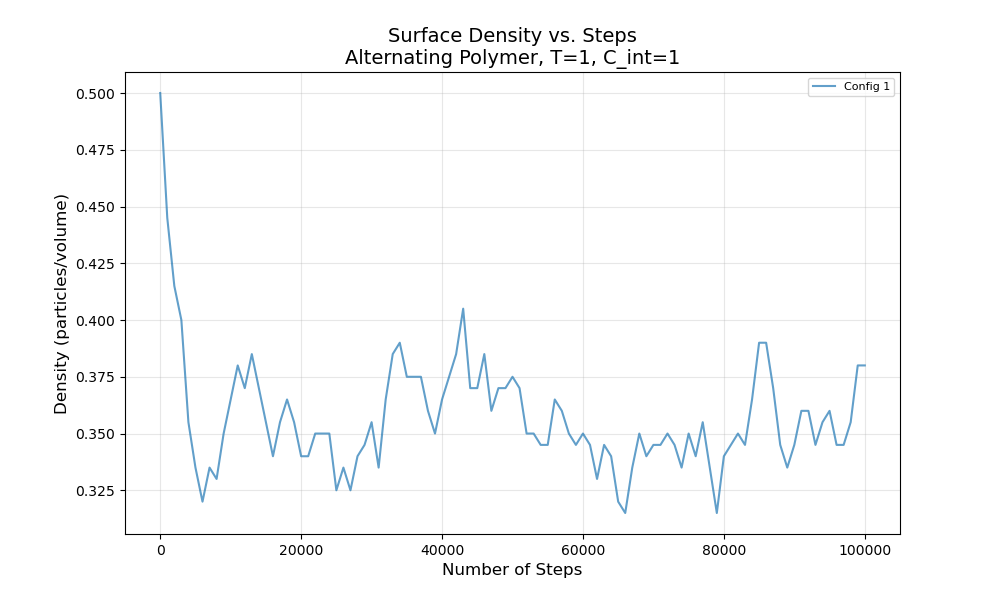 Surface Density vs. Steps
Alternating Polymer, T=1, C_int=1
Config 1
Density (particles/volume)
0.500
0.475
0.450
0.425
0.400
0.375
0.350
0.325
0 20000 40000 60000 80000 100000
Number of Steps